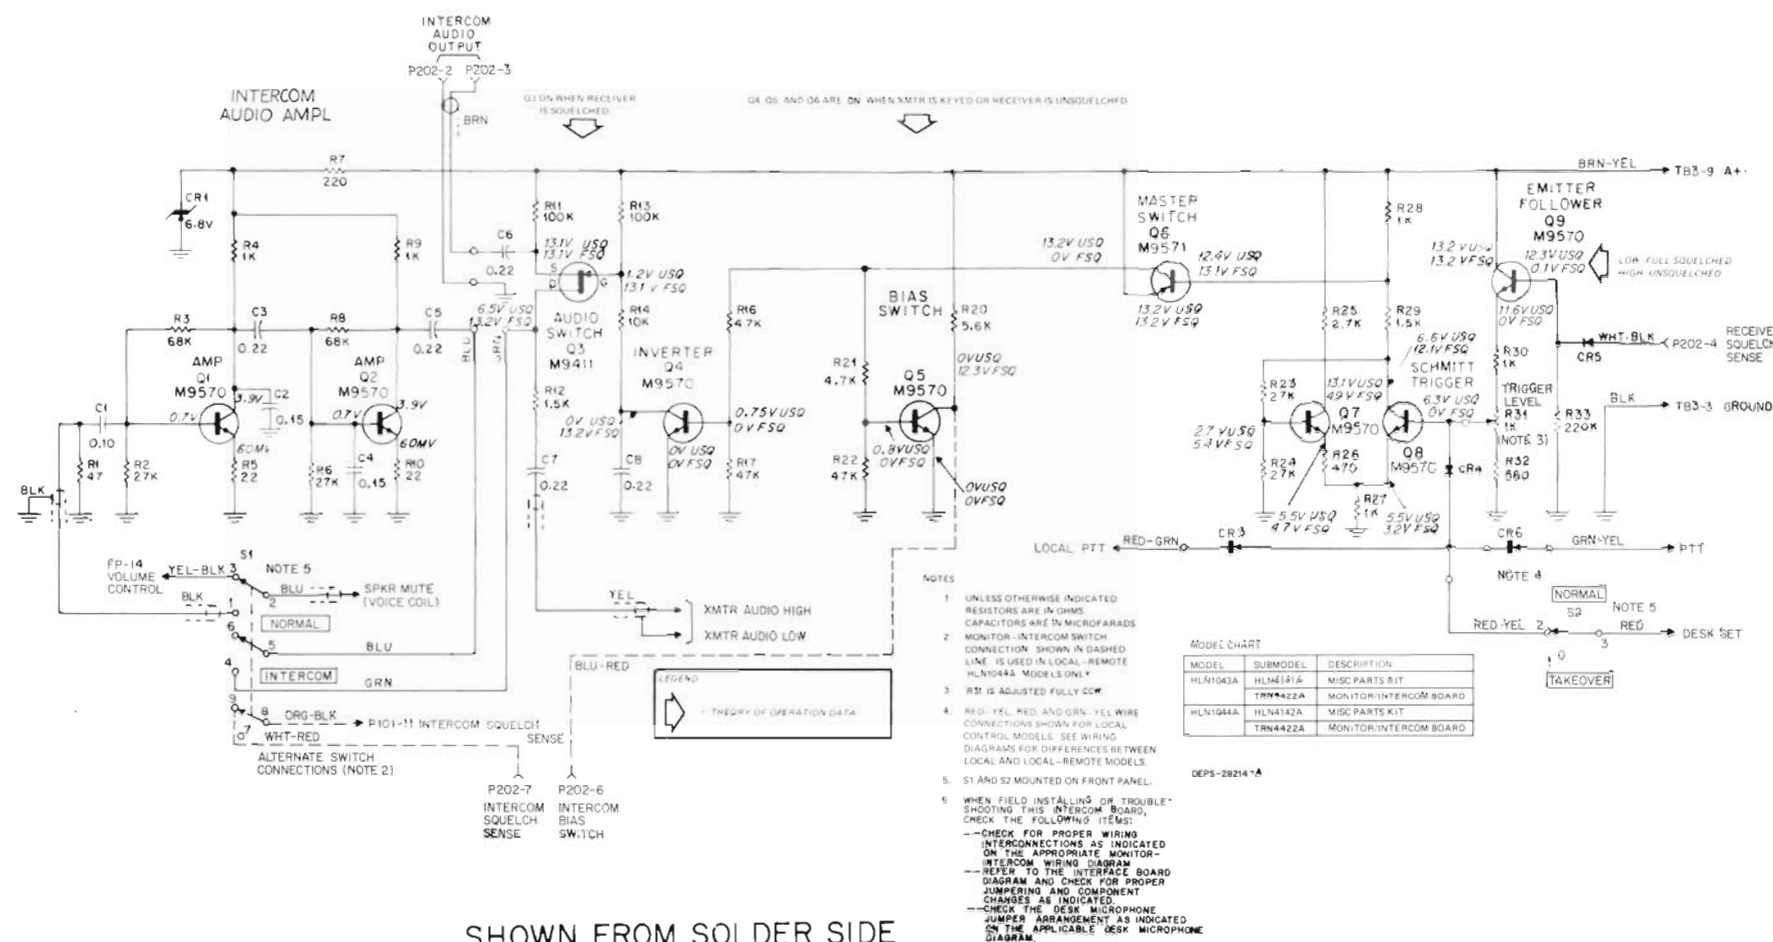 INTERCOM
AUDIO
OUTPUT
P202-2 P202-3
INTERCOM
AUDIO AMPL
BRN
Q3 ON WHEN RECEIVER
IS SQUELCHED
Q4, Q5, AND Q6 ARE ON WHEN XMTR IS KEYED OR RECEIVER IS UNSQUELCHED
R7
220
BRN-YEL
TB3-9 A+
CR1
6.8V
R4
1K
R9
1K
C6
0.22
R11
100K
R13
100K
13.1V USQ
13.1V FSQ
S
D
G
1.2V USQ
13.1V FSQ
6.5V USQ
13.2V FSQ
AUDIO
SWITCH
Q3
M9411
R14
10K
R16
4.7K
BIAS
SWITCH
R20
5.6K
13.2V USQ
0V FSQ
MASTER
SWITCH
Q6
M9571
12.4V USQ
13.1V FSQ
13.2V USQ
13.2V FSQ
R28
1K
EMITTER
FOLLOWER
Q9
M9570
13.2V USQ
13.2V FSQ
12.3V USQ
0.1V FSQ
LOW FULL SQUELCHED
HIGH UNSQUELCHED
11.6V USQ
0V FSQ
R3
68K
C3
0.22
R8
68K
C5
0.22
BLU
GRN
AMP
Q1
M9570
AMP
Q2
M9570
3.9V
C2
0.15
0.7V
0.7V
3.9V
60MV
60MV
C1
0.10
R1
47
R2
27K
R5
22
R6
27K
C4
0.15
R10
22
BLK
R12
1.5K
INVERTER
Q4
M9570
0V USQ
13.2V FSQ
0.75V USQ
0V FSQ
0V USQ
0V FSQ
C7
0.22
C8
0.22
R17
47K
R21
4.7K
Q5
M9570
0V USQ
12.3V FSQ
R22
47K
0.8V USQ
0V FSQ
0V USQ
0V FSQ
R25
2.7K
R29
1.5K
6.6V USQ
12.1V FSQ
SCHMITT
TRIGGER
R23
27K
13.1V USQ
4.9V FSQ
6.3V USQ
0V FSQ
Q7
M9570
2.7 VUSQ
5.4VFSQ
R24
27K
R26
470
Q8
M9570
CR4
R27
1K
5.5V USQ
4.7V FSQ
5.5V USQ
3.2V FSQ
R30
1K
TRIGGER
LEVEL
R31
1K
(NOTE 3)
R32
560
R33
220K
CR5
WHT-BLK
P202-4
RECEIVE
SQUELCH
SENSE
BLK
TB3-3 GROUND
LOCAL PTT
RED-GRN
CR3
CR6
GRN-YEL
PTT
NOTE 4
FP-14
VOLUME
CONTROL
YEL-BLK
S1
NOTE 5
3
2
BLU
SPKR MUTE
(VOICE COIL)
BLK
1
NORMAL
6
5
BLU
4
INTERCOM
GRN
9
8
ORG-BLK
P101-11 INTERCOM SQUELCH
SENSE
7
WHT-RED
ALTERNATE SWITCH
CONNECTIONS (NOTE 2)
YEL
XMTR AUDIO HIGH
XMTR AUDIO LOW
BLU-RED
P202-7
INTERCOM
SQUELCH
SENSE
P202-6
INTERCOM
BIAS
SWITCH
LEGEND
= THEORY OF OPERATION DATA
NOTES
1 UNLESS OTHERWISE INDICATED
RESISTORS ARE IN OHMS
CAPACITORS ARE IN MICROFARADS
2 MONITOR-INTERCOM SWITCH
CONNECTION SHOWN IN DASHED
LINE IS USED IN LOCAL-REMOTE
HLN1044A MODELS ONLY
3 R31 IS ADJUSTED FULLY CCW
4. RED-YEL, RED, AND GRN-YEL WIRE
CONNECTIONS SHOWN FOR LOCAL
CONTROL MODELS. SEE WIRING
DIAGRAMS FOR DIFFERENCES BETWEEN
LOCAL AND LOCAL-REMOTE MODELS.
5. S1 AND S2 MOUNTED ON FRONT PANEL.
6 WHEN FIELD INSTALLING OR TROUBLE-
SHOOTING THIS INTERCOM BOARD,
CHECK THE FOLLOWING ITEMS:
--CHECK FOR PROPER WIRING
INTERCONNECTIONS AS INDICATED
ON THE APPROPRIATE MONITOR-
INTERCOM WIRING DIAGRAM
--REFER TO THE INTERFACE BOARD
DIAGRAM AND CHECK FOR PROPER
JUMPERING AND COMPONENT
CHANGES AS INDICATED.
--CHECK THE DESK MICROPHONE
JUMPER ARRANGEMENT AS INDICATED
ON THE APPLICABLE DESK MICROPHONE
DIAGRAM.
NORMAL
S2
NOTE 5
RED-YEL 2
RED
3
DESK SET
TAKEOVER
MODEL CHART
MODEL SUBMODEL DESCRIPTION
HLN1043A HLN4141A MISC PARTS KIT
TRN4422A MONITOR/INTERCOM BOARD
HLN1044A HLN4142A MISC PARTS KIT
TRN4422A MONITOR/INTERCOM BOARD
DEPS-28214-A
SHOWN FROM SOLDER SIDE